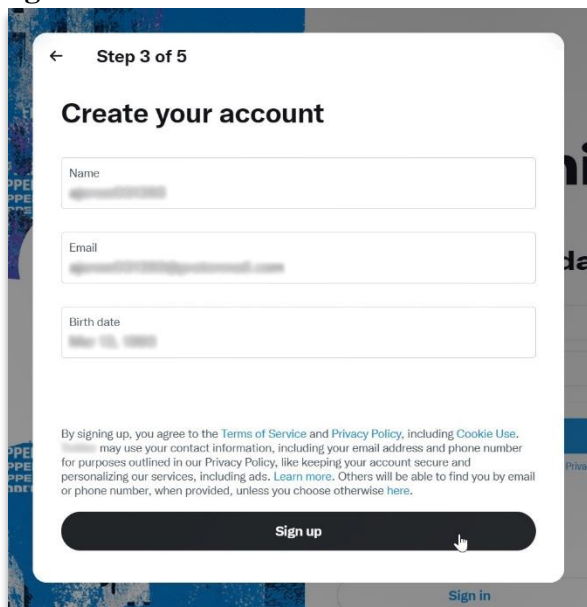 ← Step 3 of 5
Create your account
Name
Email
Birth date
By signing up, you agree to the Terms of Service and Privacy Policy, including Cookie Use.
may use your contact information, including your email address and phone number
for purposes outlined in our Privacy Policy, like keeping your account secure and
personalizing our services, including ads. Learn more. Others will be able to find you by email
or phone number, when provided, unless you choose otherwise here.
Sign up
Sign in